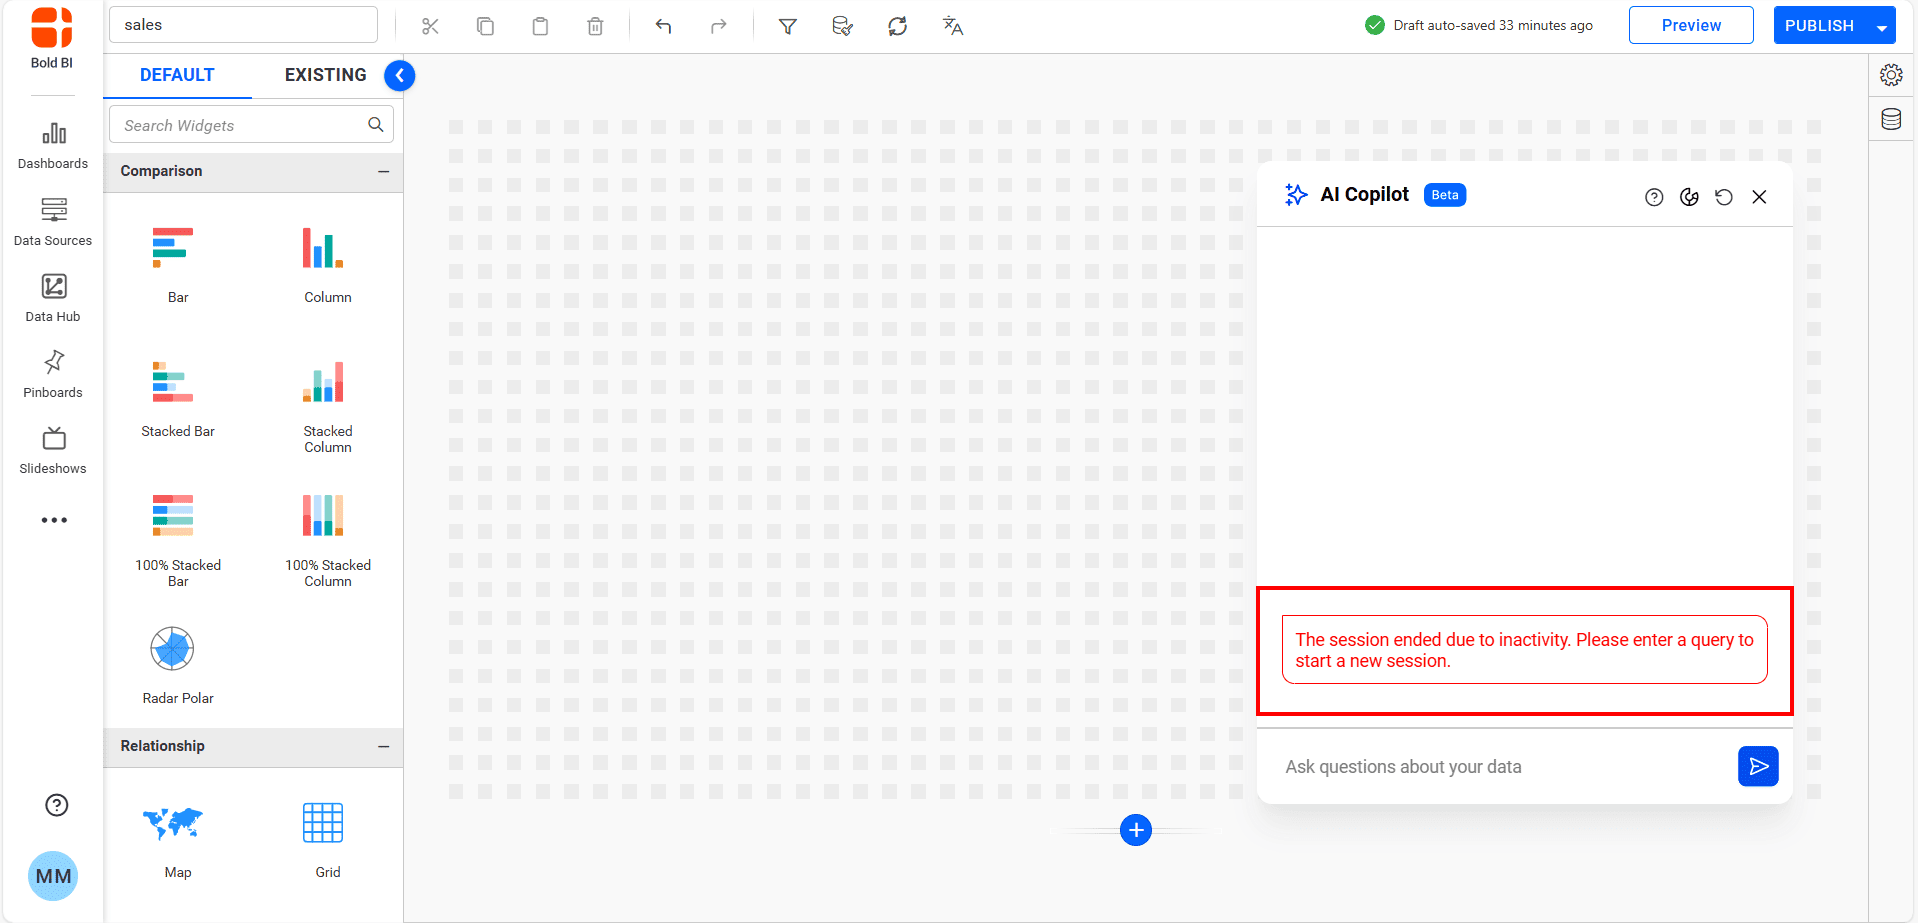 Bold BI
sales
Draft auto-saved 33 minutes ago
Preview
PUBLISH
Dashboards
Data Sources
Data Hub
Pinboards
Slideshows
MM
DEFAULT
EXISTING
Search Widgets
Comparison
Bar
Column
Stacked Bar
Stacked
Column
100% Stacked
Bar
100% Stacked
Column
Radar Polar
Relationship
Map
Grid
AI Copilot
Beta
The session ended due to inactivity. Please enter a query to
start a new session.
Ask questions about your data